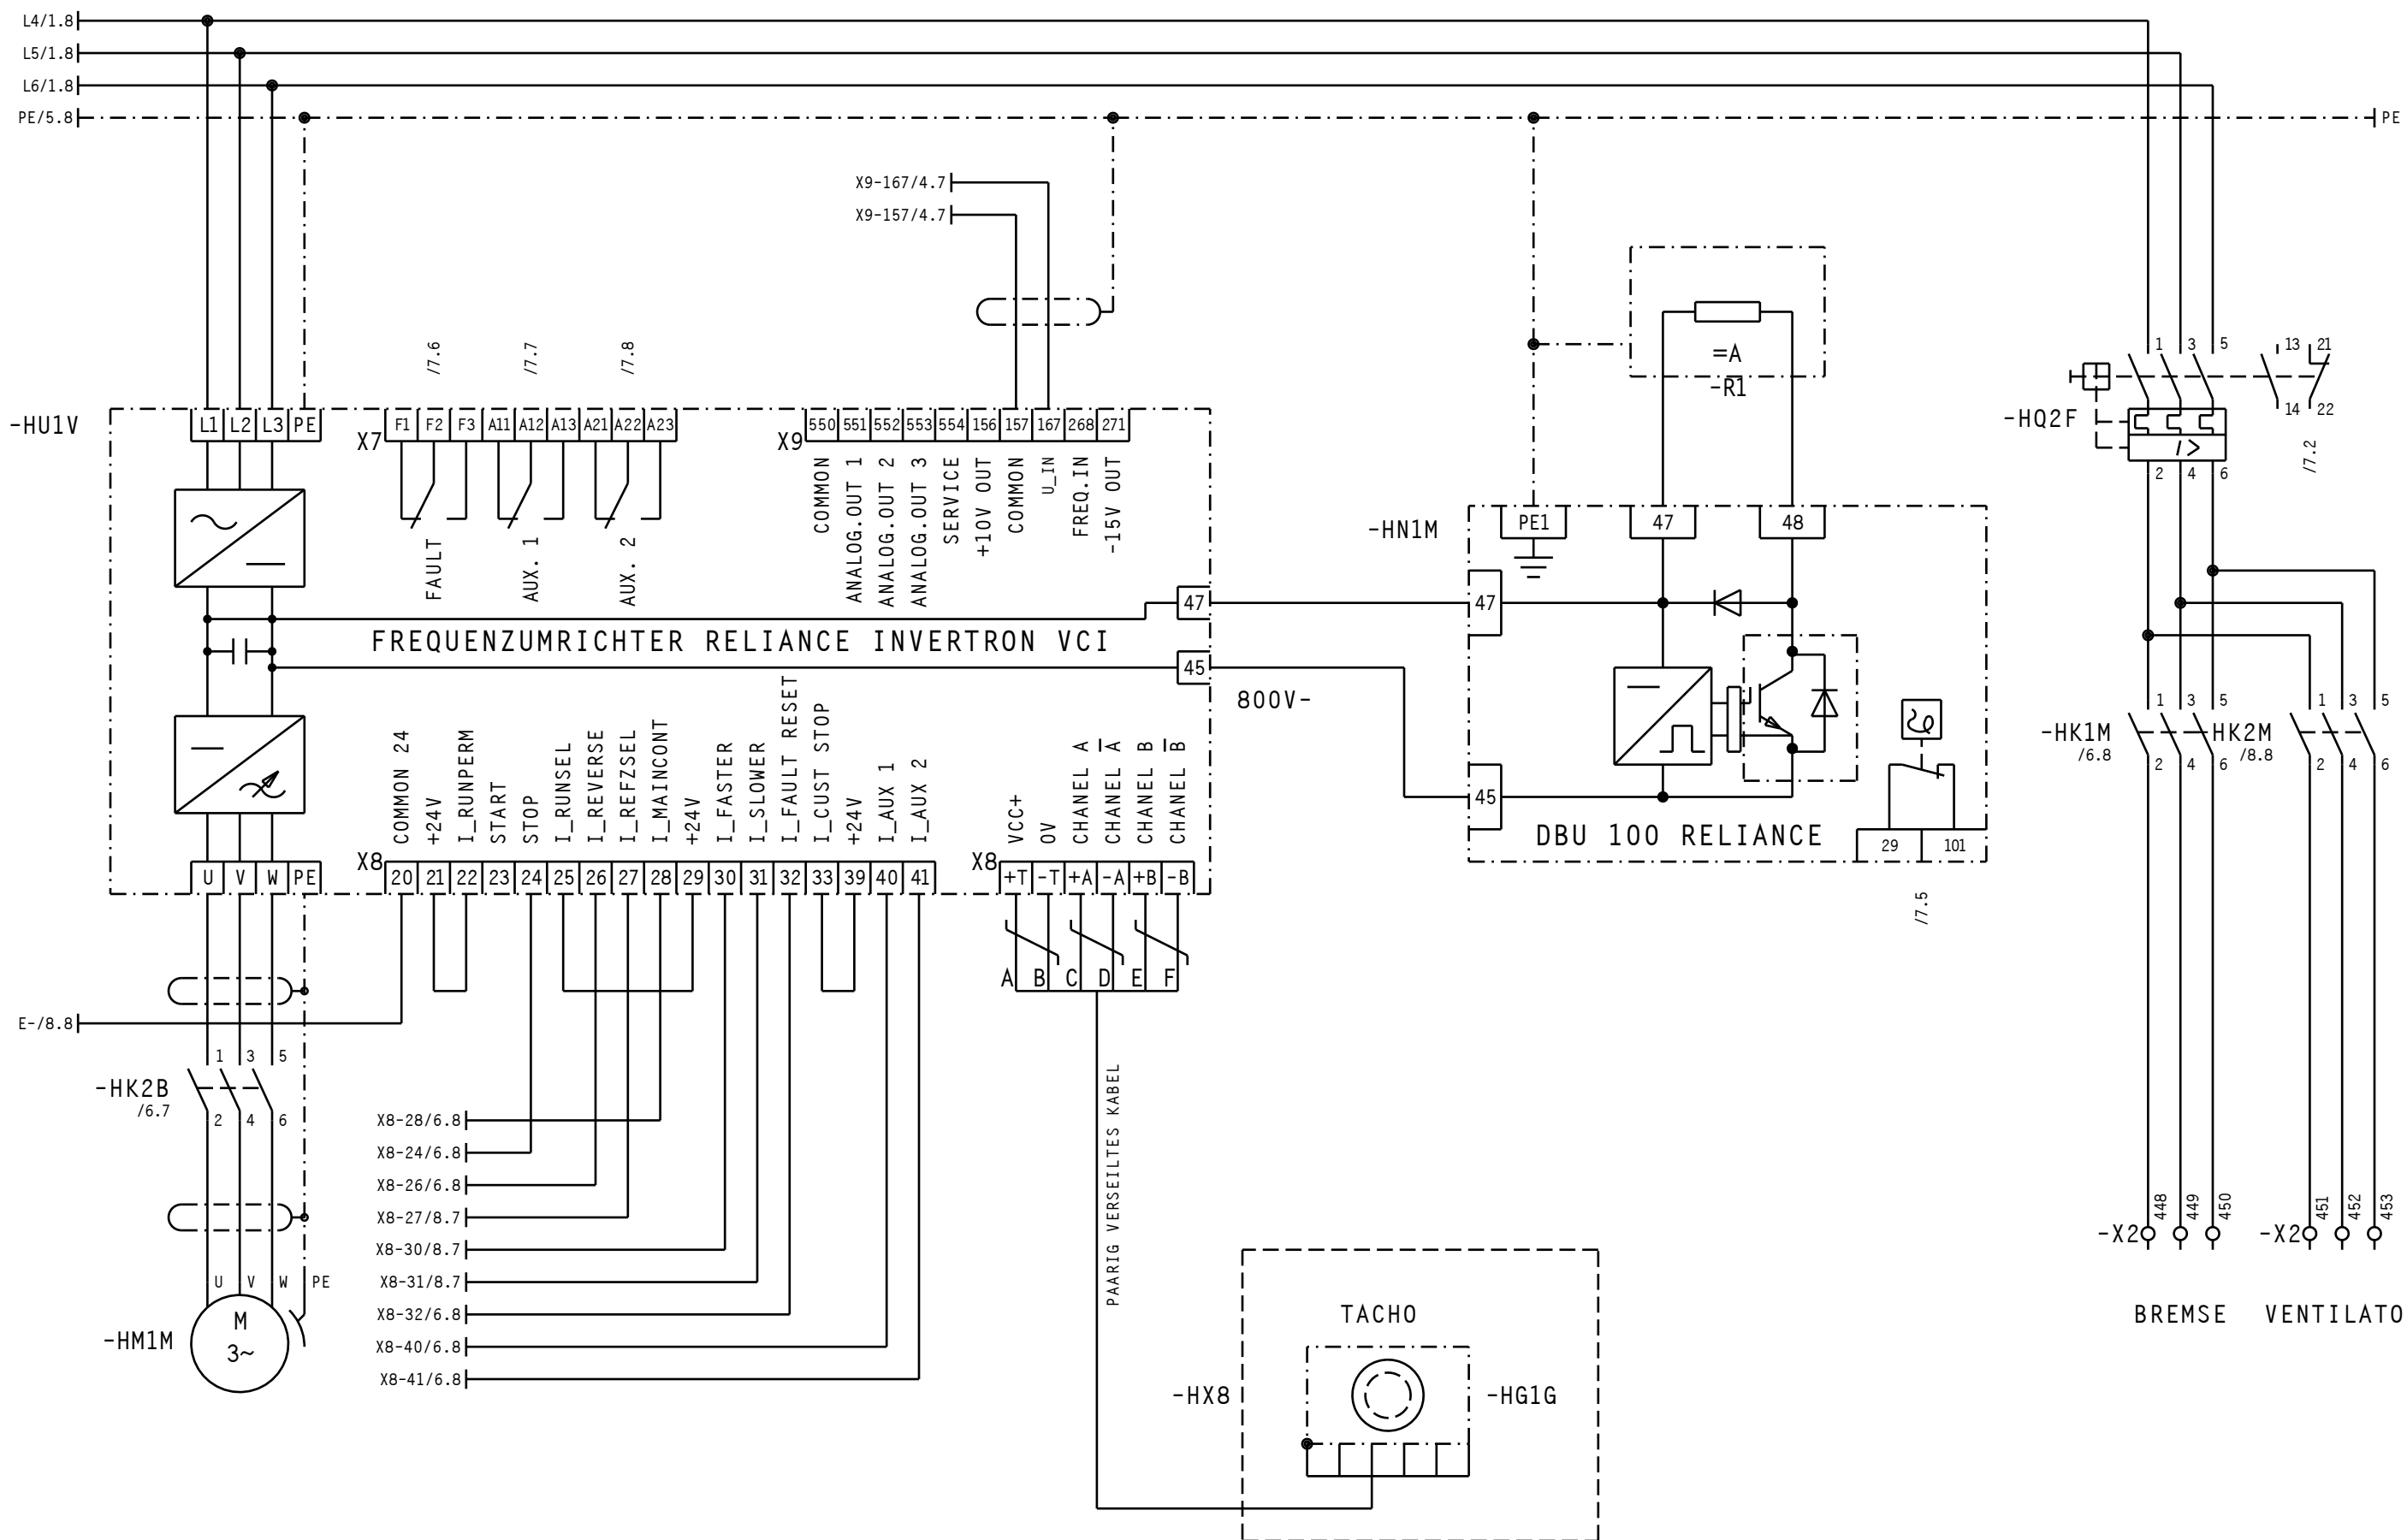 L4/1.8
L5/1.8
L6/1.8
PE/5.8
PE
X9-167/4.7
X9-157/4.7
/7.6
/7.7
/7.8
=A
-R1
-HU1V
L1 L2 L3 PE
X7
F1 F2 F3 A11 A12 A13 A21 A22 A23
X9
550 551 552 553 554 156 157 167 268 271
FAULT
AUX. 1
AUX. 2
COMMON
ANALOG.OUT 1
ANALOG.OUT 2
ANALOG.OUT 3
SERVICE
+10V OUT
COMMON
U_IN
FREQ.IN
-15V OUT
-HQ2F
1 3 5 13 21
14 22
I>
2 4 6
/7.2
-HN1M
PE1 47 48
47
47
FREQUENZUMRICHTER RELIANCE INVERTRON VCI
45
800V-
45
DBU 100 RELIANCE
29 101
/7.5
-HK1M
/6.8
1 3 5
2 4 6
HK2M
/8.8
1 3 5
2 4 6
COMMON 24
+24V
I_RUNPERM
START
STOP
I_RUNSEL
I_REVERSE
I_REFZSEL
I_MAINCONT
+24V
I_FASTER
I_SLOWER
I_FAULT RESET
I_CUST STOP
+24V
I_AUX 1
I_AUX 2
VCC+
0V
CHANEL A
CHANEL A̅
CHANEL B
CHANEL B̅
U V W PE
X8
20 21 22 23 24 25 26 27 28 29 30 31 32 33 39 40 41
X8
+T -T +A -A +B -B
A B C D E F
E-/8.8
-HK2B
/6.7
1 3 5
2 4 6
X8-28/6.8
X8-24/6.8
X8-26/6.8
X8-27/8.7
X8-30/8.7
X8-31/8.7
X8-32/6.8
X8-40/6.8
X8-41/6.8
PAARIG VERSEILTES KABEL
U V W PE
-HM1M
M
3~
TACHO
-HX8
-HG1G
-X2
448 449 450
-X2
451 452 453
BREMSE VENTILATO